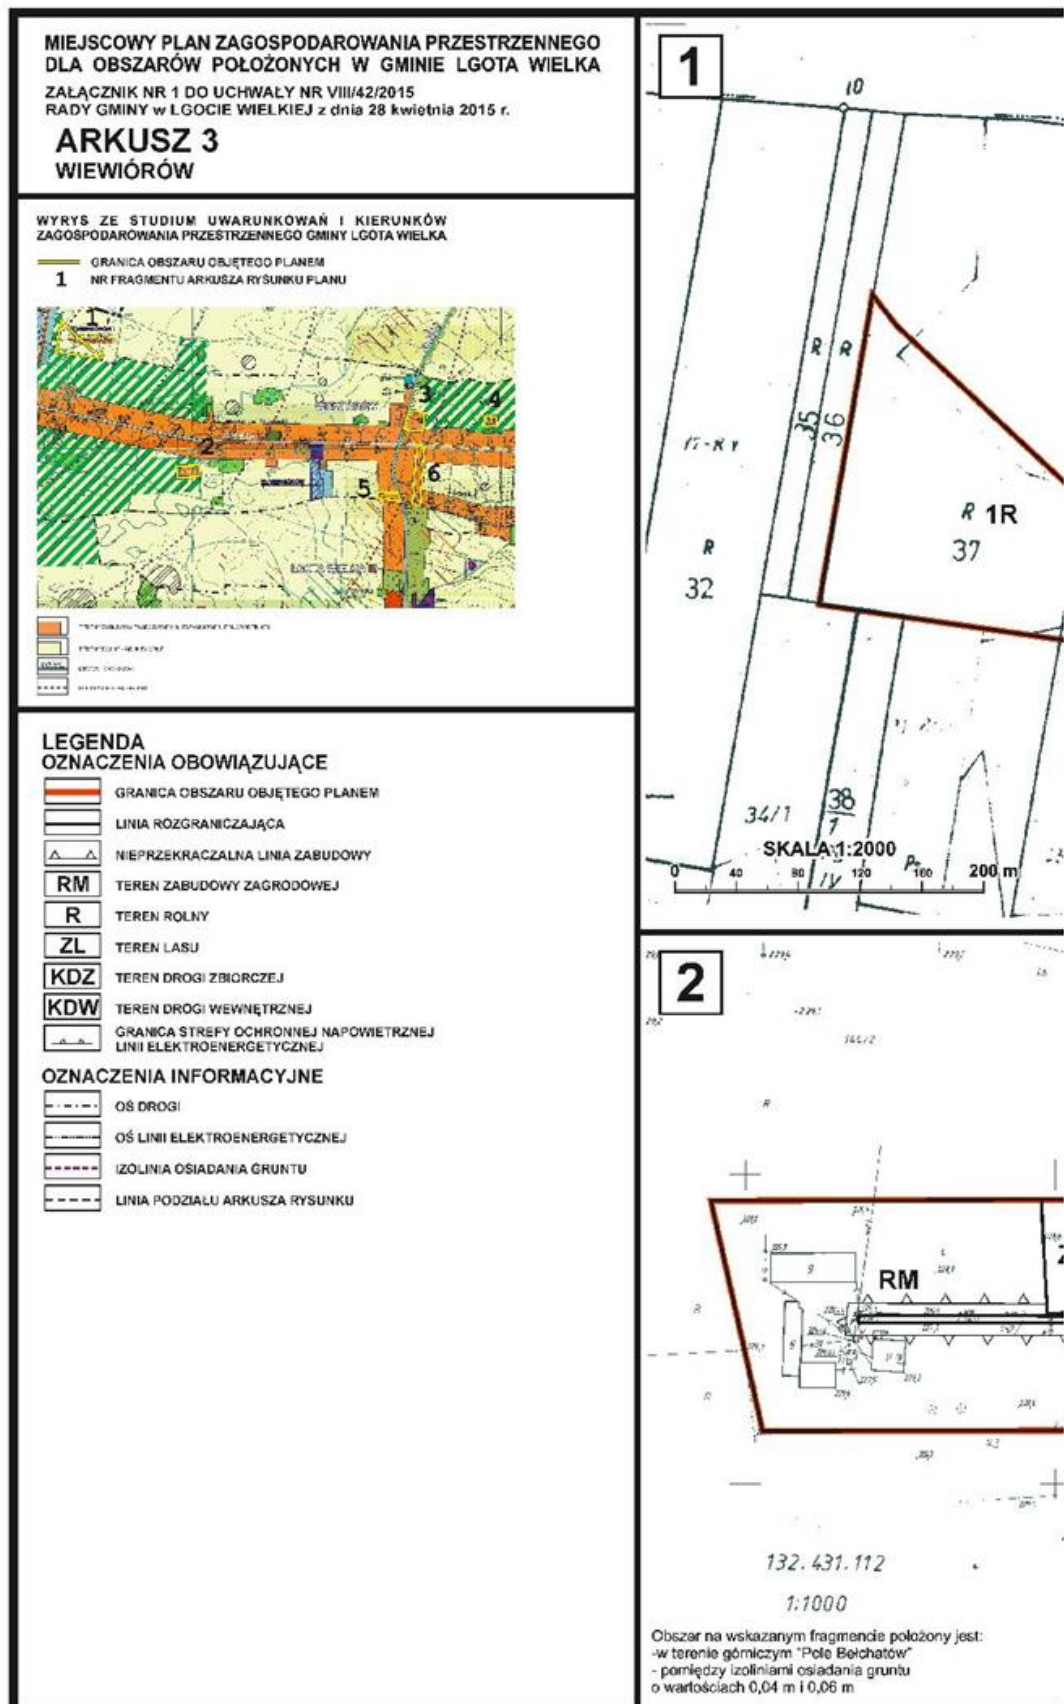 MIEJSCOWY PLAN ZAGOSPODAROWANIA PRZESTRZENNEGO
DLA OBSZARÓW POŁOŻONYCH W GMINIE LGOTA WIELKA
ZAŁĄCZNIK NR 1 DO UCHWAŁY NR VIII/42/2015
RADY GMINY w LGOCIE WIELKIEJ z dnia 28 kwietnia 2015 r.
ARKUSZ 3
WIEWIÓRÓW
WYRYS ZE STUDIUM UWARUNKOWAŃ I KIERUNKÓW
ZAGOSPODAROWANIA PRZESTRZENNEGO GMINY LGOTA WIELKA
GRANICA OBSZARU OBJĘTEGO PLANEM
1 NR FRAGMENTU ARKUSZA RYSUNKU PLANU
1
3
4
2
5
6
LEGENDA
OZNACZENIA OBOWIĄZUJĄCE
GRANICA OBSZARU OBJĘTEGO PLANEM
LINIA ROZGRANICZAJĄCA
NIEPRZEKRACZALNA LINIA ZABUDOWY
RM TEREN ZABUDOWY ZAGRODOWEJ
R TEREN ROLNY
ZL TEREN LASU
KDZ TEREN DROGI ZBIORCZEJ
KDW TEREN DROGI WEWNĘTRZNEJ
GRANICA STREFY OCHRONNEJ NAPOWIETRZNEJ
LINII ELEKTROENERGETYCZNEJ
OZNACZENIA INFORMACYJNE
OŚ DROGI
OŚ LINII ELEKTROENERGETYCZNEJ
IZOLINIA OSIADANIA GRUNTU
LINIA PODZIAŁU ARKUSZA RYSUNKU
1
10
R R
35
36
R 1R
37
R
32
34/1
38
1
SKALA 1:2000
IV
0 40 80 120 160 200 m
2
R
RM
132.431.112
1:1000
Obszar na wskazanym fragmencie położony jest:
-w terenie górniczym "Pole Bełchatów"
- pomiędzy izoliniami osiadania gruntu
o wartościach 0,04 m i 0,06 m